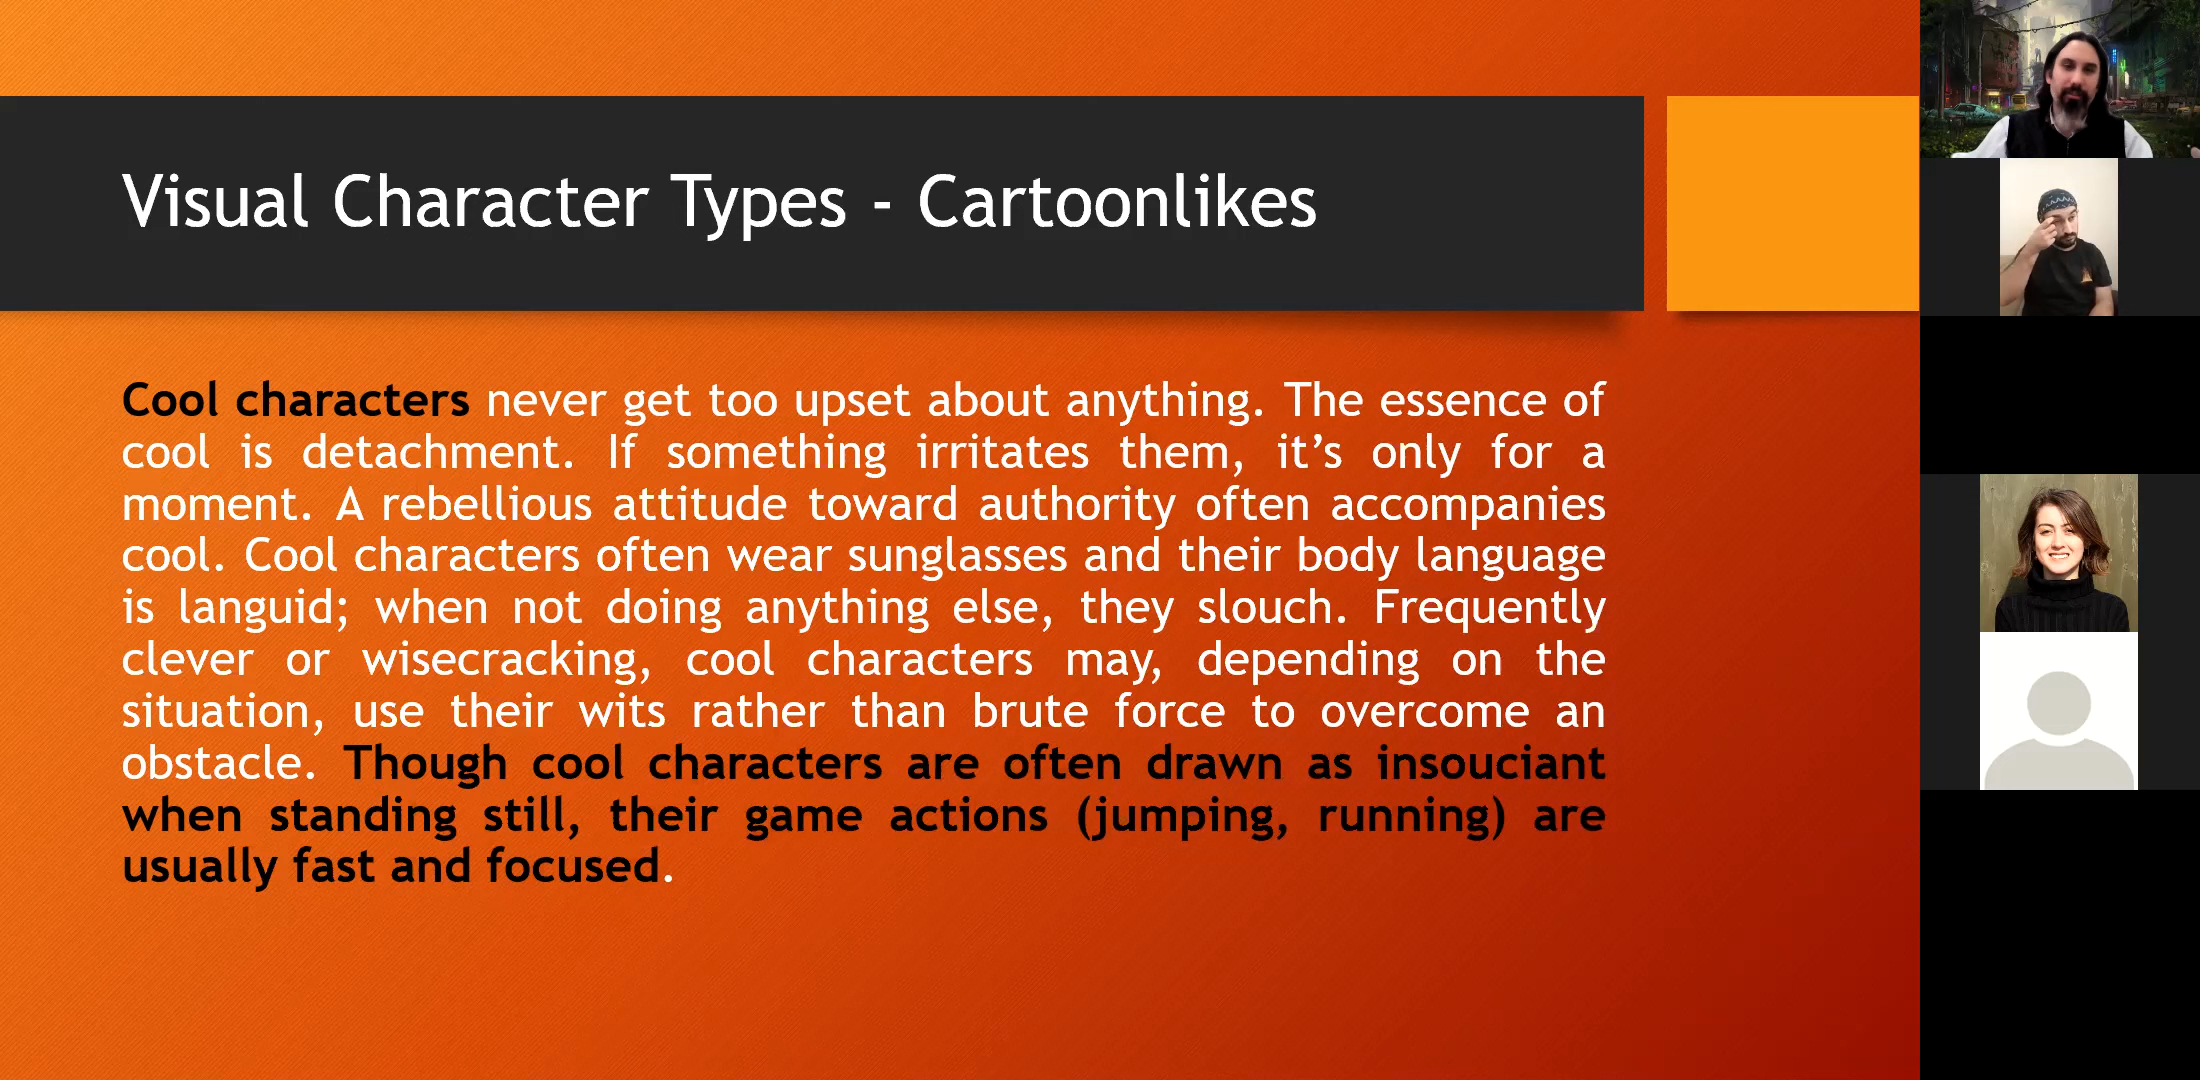 Visual Character Types - Cartoonlikes
Cool characters never get too upset about anything. The essence of
cool is detachment. If something irritates them, it’s only for a
moment. A rebellious attitude toward authority often accompanies
cool. Cool characters often wear sunglasses and their body language
is languid; when not doing anything else, they slouch. Frequently
clever or wisecracking, cool characters may, depending on the
situation, use their wits rather than brute force to overcome an
obstacle. Though cool characters are often drawn as insouciant
when standing still, their game actions (jumping, running) are
usually fast and focused.